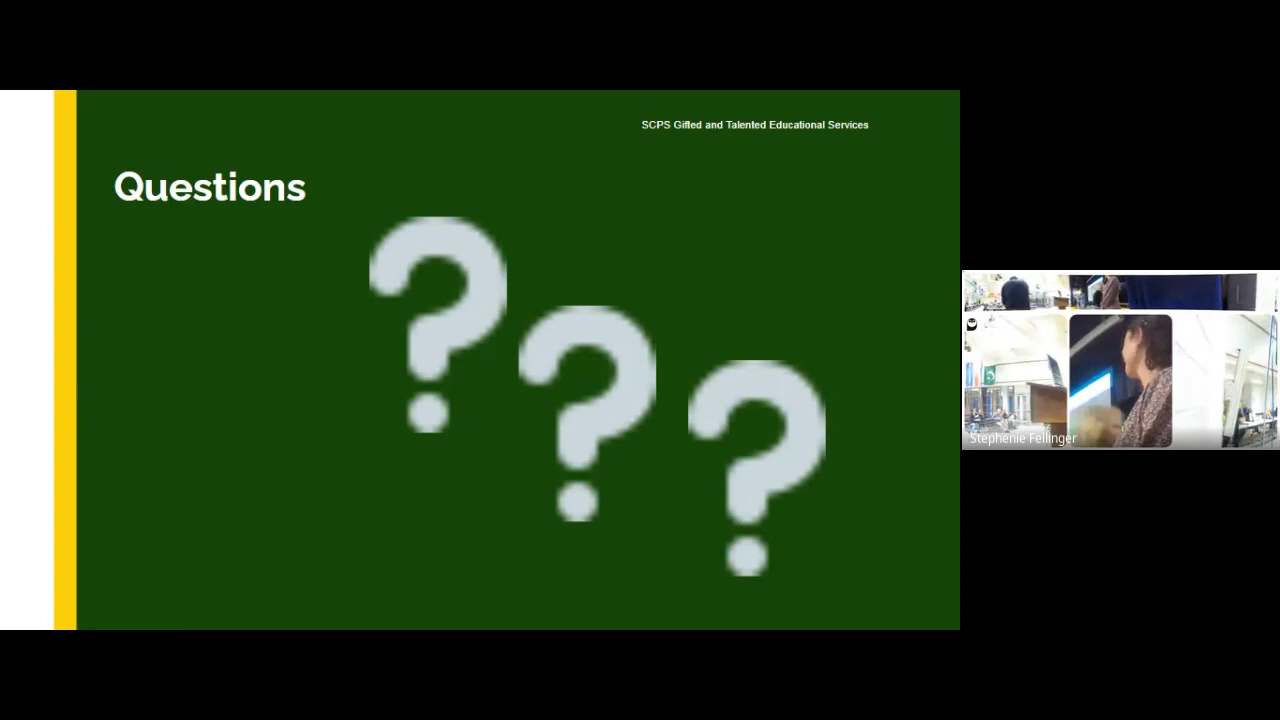 SCPS Gifted and Talented Educational Services
Questions
? ? ?
Stephenie Fellinger